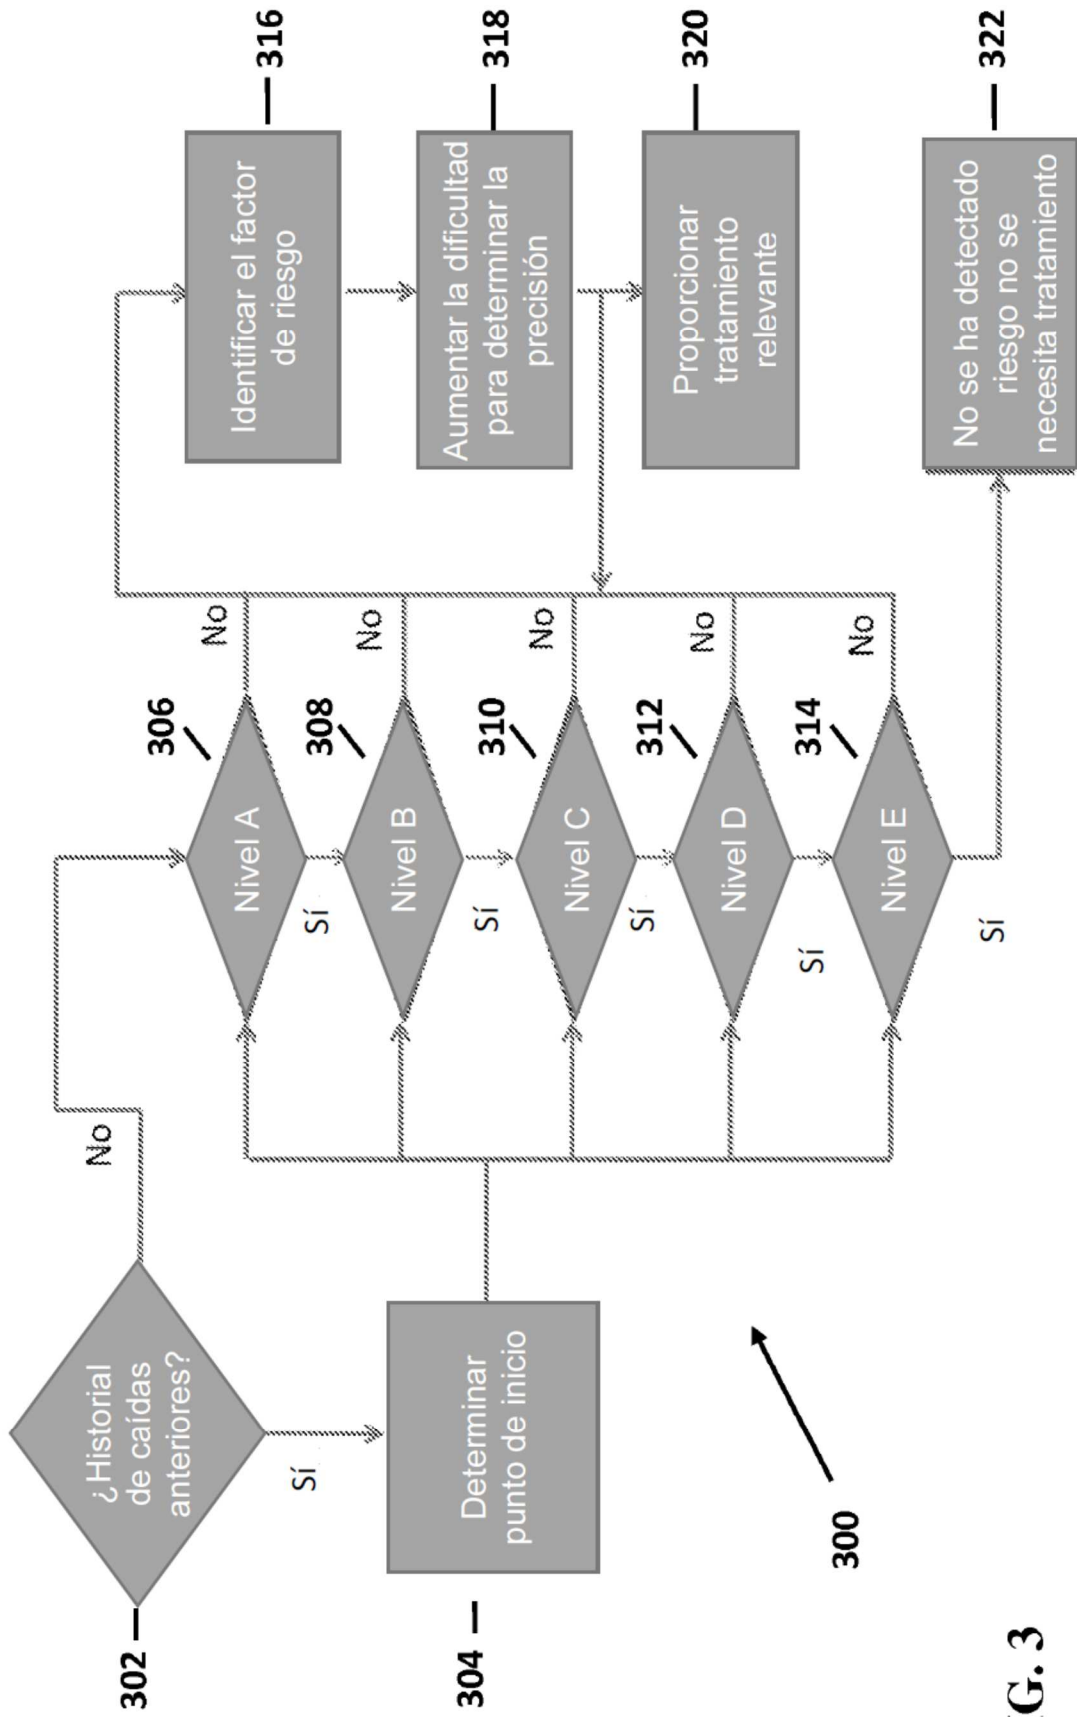 302
¿Historial
de caídas
anteriores?
No
Sí
304
Determinar
punto de inicio
300
306
Nivel A
No
Sí
308
Nivel B
No
Sí
310
Nivel C
No
Sí
312
Nivel D
No
Sí
314
Nivel E
No
Sí
Identificar el factor
de riesgo
316
Aumentar la dificultad
para determinar la
precisión
318
Proporcionar
tratamiento
relevante
320
No se ha detectado
riesgo no se
necesita tratamiento
322
G. 3